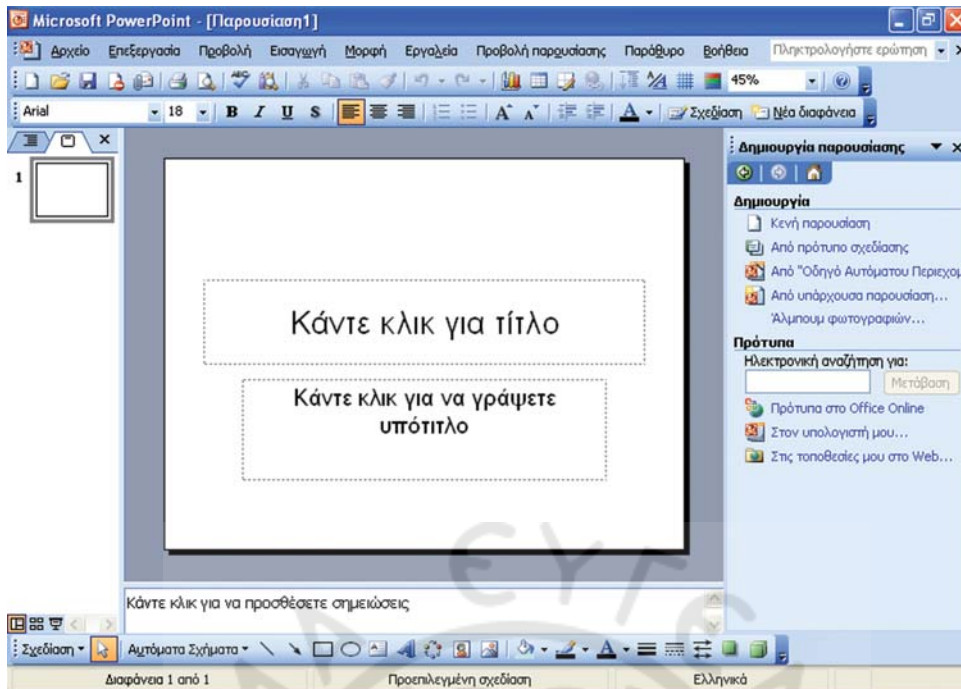 Microsoft PowerPoint - [Παρουσίαση1]
Αρχείο Επεξεργασία Προβολή Εισαγωγή Μορφή Εργαλεία Προβολή παρουσίασης Παράθυρο Βοήθεια Πληκτρολογήστε ερώτηση
45%
Arial 18 B I U S A A A Σχεδίαση Νέα διαφάνεια
1
Κάντε κλικ για τίτλο
Κάντε κλικ για να γράψετε
υπότιτλο
Κάντε κλικ για να προσθέσετε σημειώσεις
Δημιουργία παρουσίασης
Δημιουργία
Κενή παρουσίαση
Από πρότυπο σχεδίασης
Από "Οδηγό Αυτόματου Περιεχομ
Από υπάρχουσα παρουσίαση...
Άλμπουμ φωτογραφιών...
Πρότυπα
Ηλεκτρονική αναζήτηση για:
Μετάβαση
Πρότυπα στο Office Online
Στον υπολογιστή μου...
Στις τοποθεσίες μου στο Web...
Σχεδίαση Αυτόματα Σχήματα A
Διαφάνεια 1 από 1 Προεπιλεγμένη σχεδίαση Ελληνικά